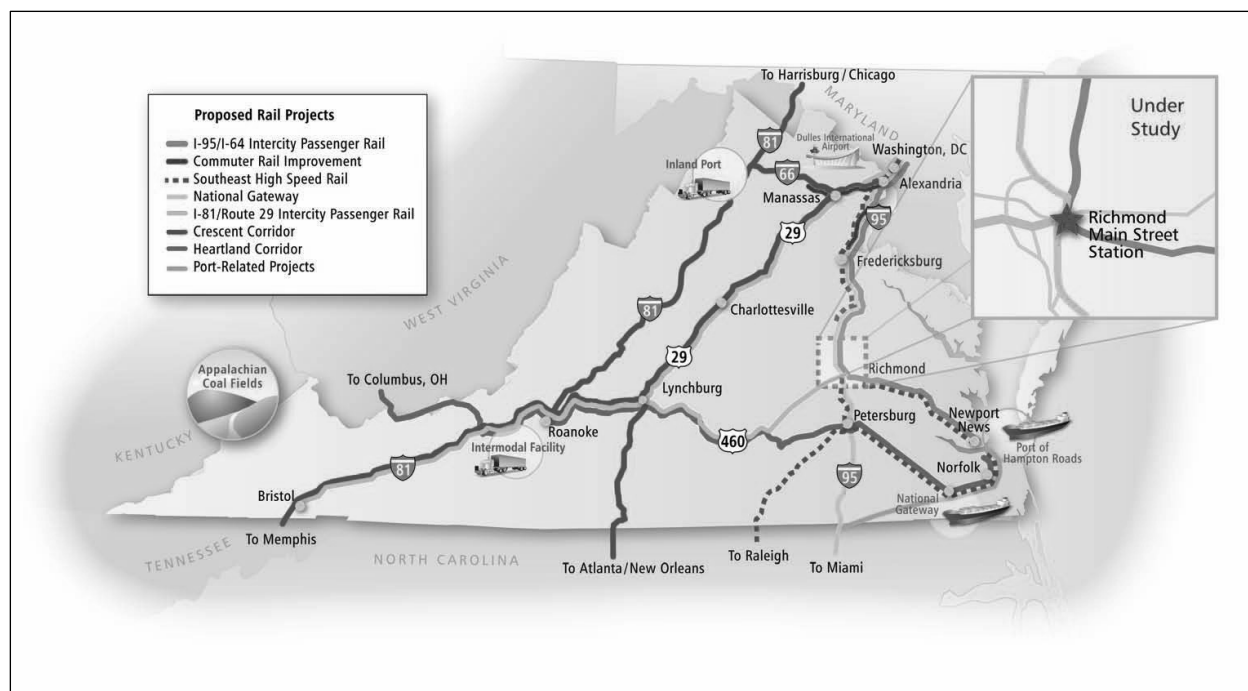 Proposed Rail Projects
I-95/I-64 Intercity Passenger Rail
Commuter Rail Improvement
Southeast High Speed Rail
National Gateway
I-81/Route 29 Intercity Passenger Rail
Crescent Corridor
Heartland Corridor
Port-Related Projects
To Harrisburg/Chicago
MARYLAND
81
Dulles International
Airport
Washington, DC
Inland Port
66
Alexandria
Manassas
95
29
Fredericksburg
WEST VIRGINIA
81
Charlottesville
29
Appalachian
Coal Fields
To Columbus, OH
Richmond
Lynchburg
Petersburg
Newport
News
Roanoke
460
Port of
Hampton Roads
KENTUCKY
Intermodal Facility
81
Norfolk
95
Bristol
National
Gateway
To Memphis
TENNESSEE
NORTH CAROLINA
To Atlanta/New Orleans
To Raleigh
To Miami
Under
Study
Richmond
Main Street
Station